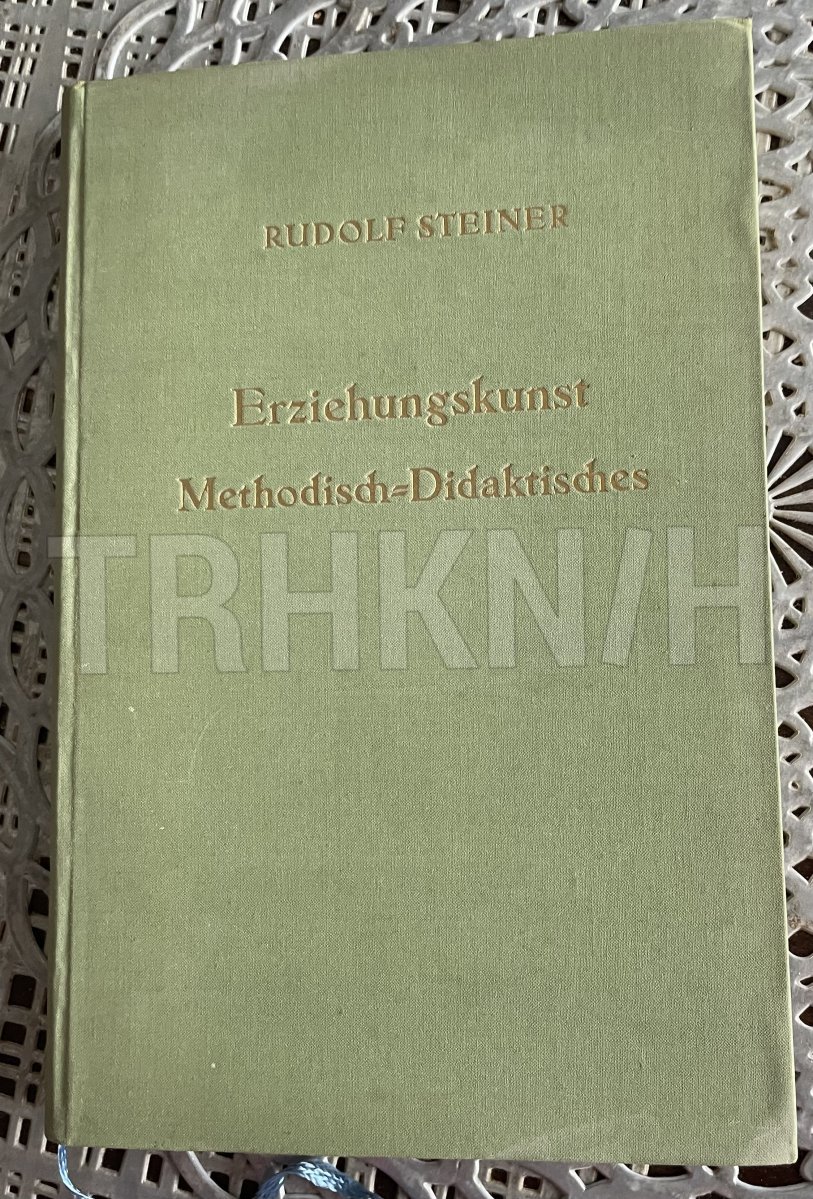 RUDOLF STEINER
Erziehungskunst
Methodisch=Didaktisches
TRHKN/H